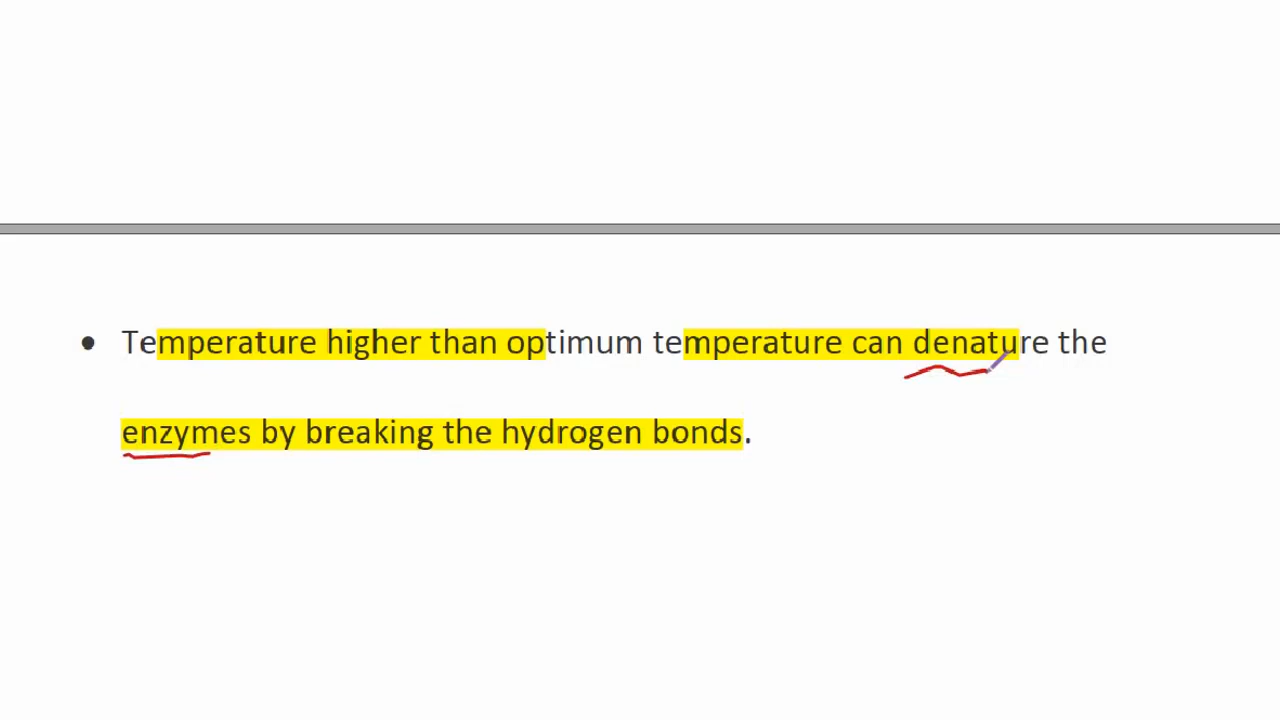 • Temperature higher than optimum temperature can denature the
enzymes by breaking the hydrogen bonds.